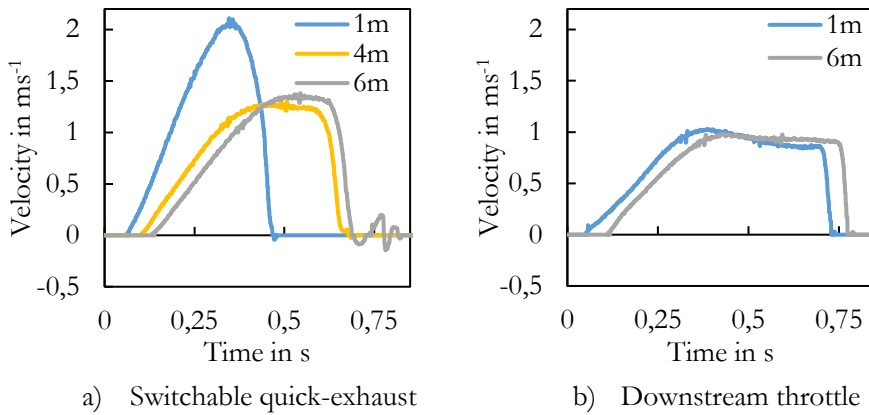 2
1,5
1
0,5
0
-0,5
Velocity in ms-1
0
0,25
0,5
0,75
Time in s
1m
4m
6m
a) Switchable quick-exhaust
2
1,5
1
0,5
0
-0,5
Velocity in ms-1
0
0,25
0,5
0,75
Time in s
1m
6m
b) Downstream throttle